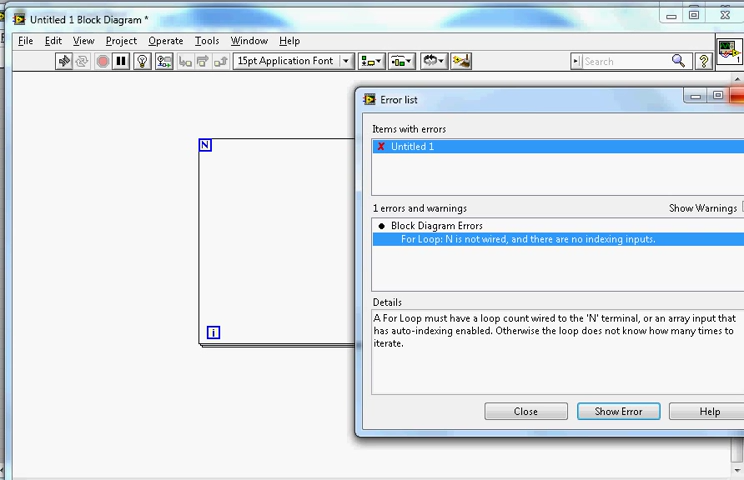 Untitled 1 Block Diagram *
File Edit View Project Operate Tools Window Help
15pt Application Font
Search
?
1
Error list
Items with errors
Untitled 1
1 errors and warnings Show Warnings
Block Diagram Errors
For Loop: N is not wired, and there are no indexing inputs.
Details
A For Loop must have a loop count wired to the 'N' terminal, or an array input that
has auto-indexing enabled. Otherwise the loop does not know how many times to
iterate.
Close Show Error Help
N
i